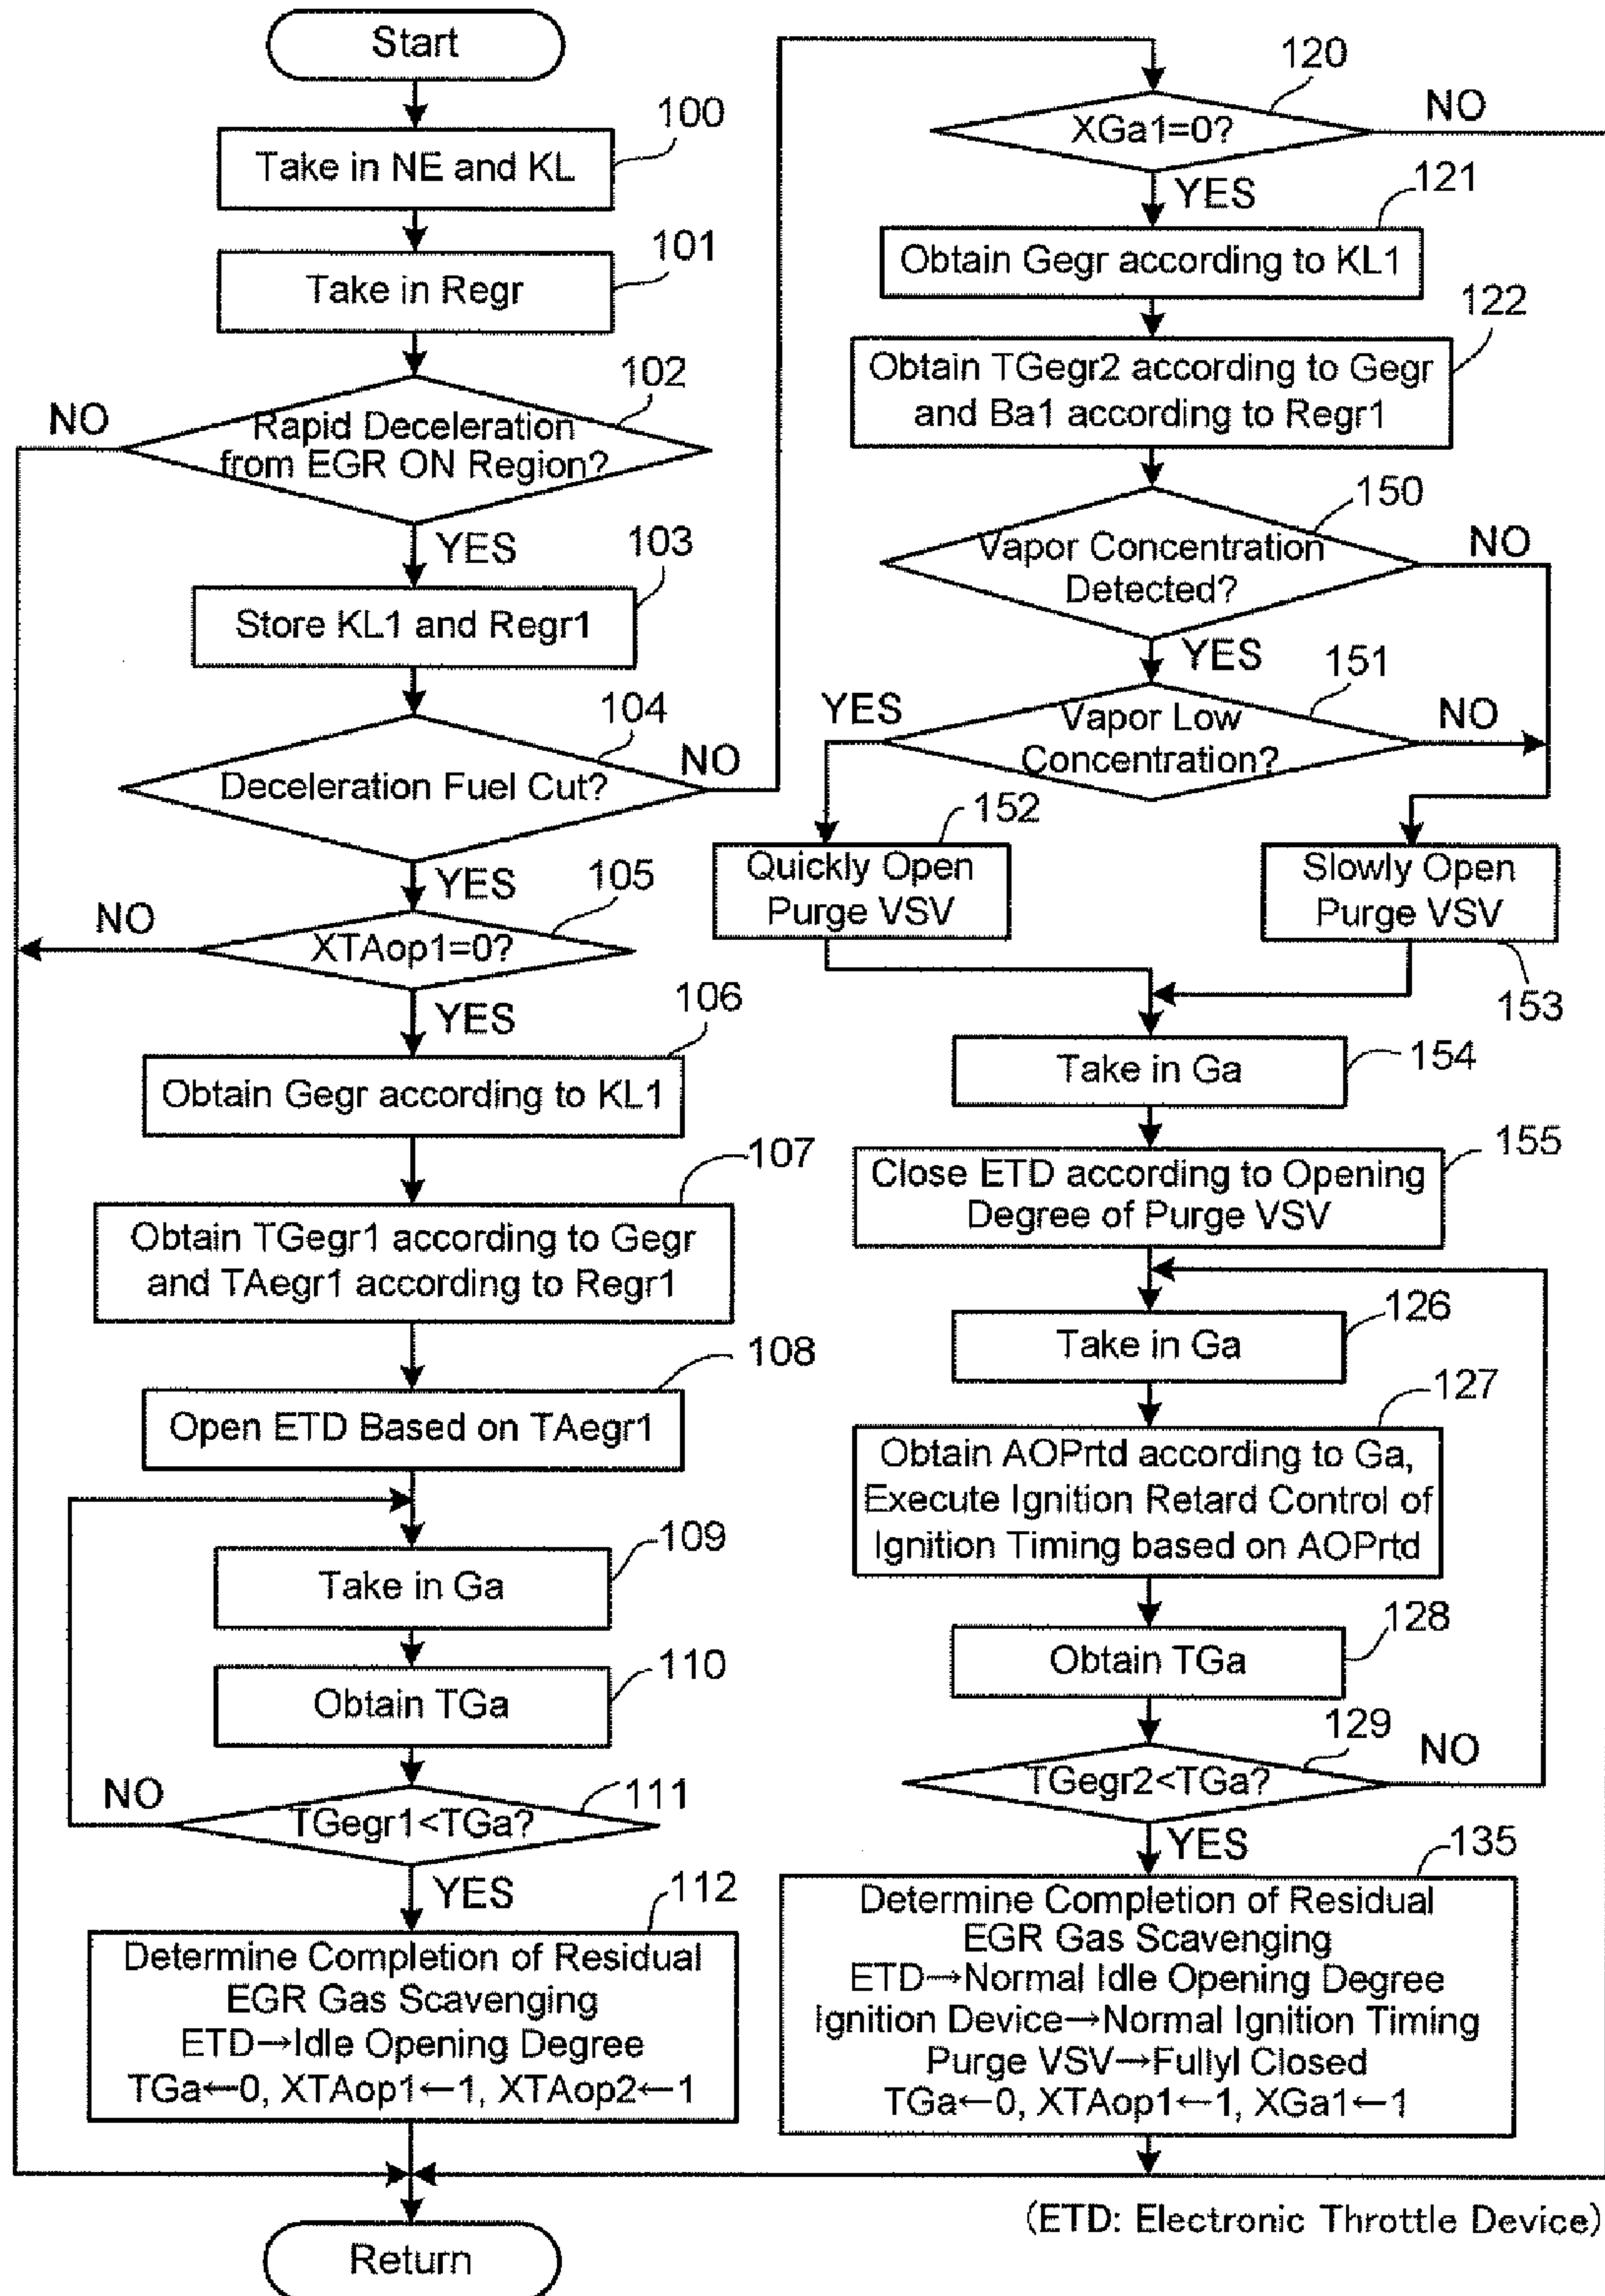 Start
100
Take in NE and KL
101
Take in Regr
102
NO
Rapid Deceleration
from EGR ON Region?
YES
103
Store KL1 and Regr1
104
NO
Deceleration Fuel Cut?
YES
105
NO
XTAop1=0?
YES
106
Obtain Gegr according to KL1
107
Obtain TGegr1 according to Gegr
and TAegr1 according to Regr1
108
Open ETD Based on TAegr1
109
Take in Ga
110
Obtain TGa
NO
111
TGegr1<TGa?
YES
112
Determine Completion of Residual
EGR Gas Scavenging
ETD→Idle Opening Degree
TGa←0, XTAop1←1, XTAop2←1
Return
120
NO
XGa1=0?
YES
121
Obtain Gegr according to KL1
122
Obtain TGegr2 according to Gegr
and Ba1 according to Regr1
150
Vapor Concentration
Detected?
NO
YES
151
YES
Vapor Low
Concentration?
NO
152
Quickly Open
Purge VSV
Slowly Open
Purge VSV
153
Take in Ga
154
155
Close ETD according to Opening
Degree of Purge VSV
126
Take in Ga
127
Obtain AOPrtd according to Ga,
Execute Ignition Retard Control of
Ignition Timing based on AOPrtd
128
Obtain TGa
129
NO
TGegr2<TGa?
YES
135
Determine Completion of Residual
EGR Gas Scavenging
ETD→Normal Idle Opening Degree
Ignition Device→Normal Ignition Timing
Purge VSV→Fullyl Closed
TGa←0, XTAop1←1, XGa1←1
(ETD: Electronic Throttle Device)